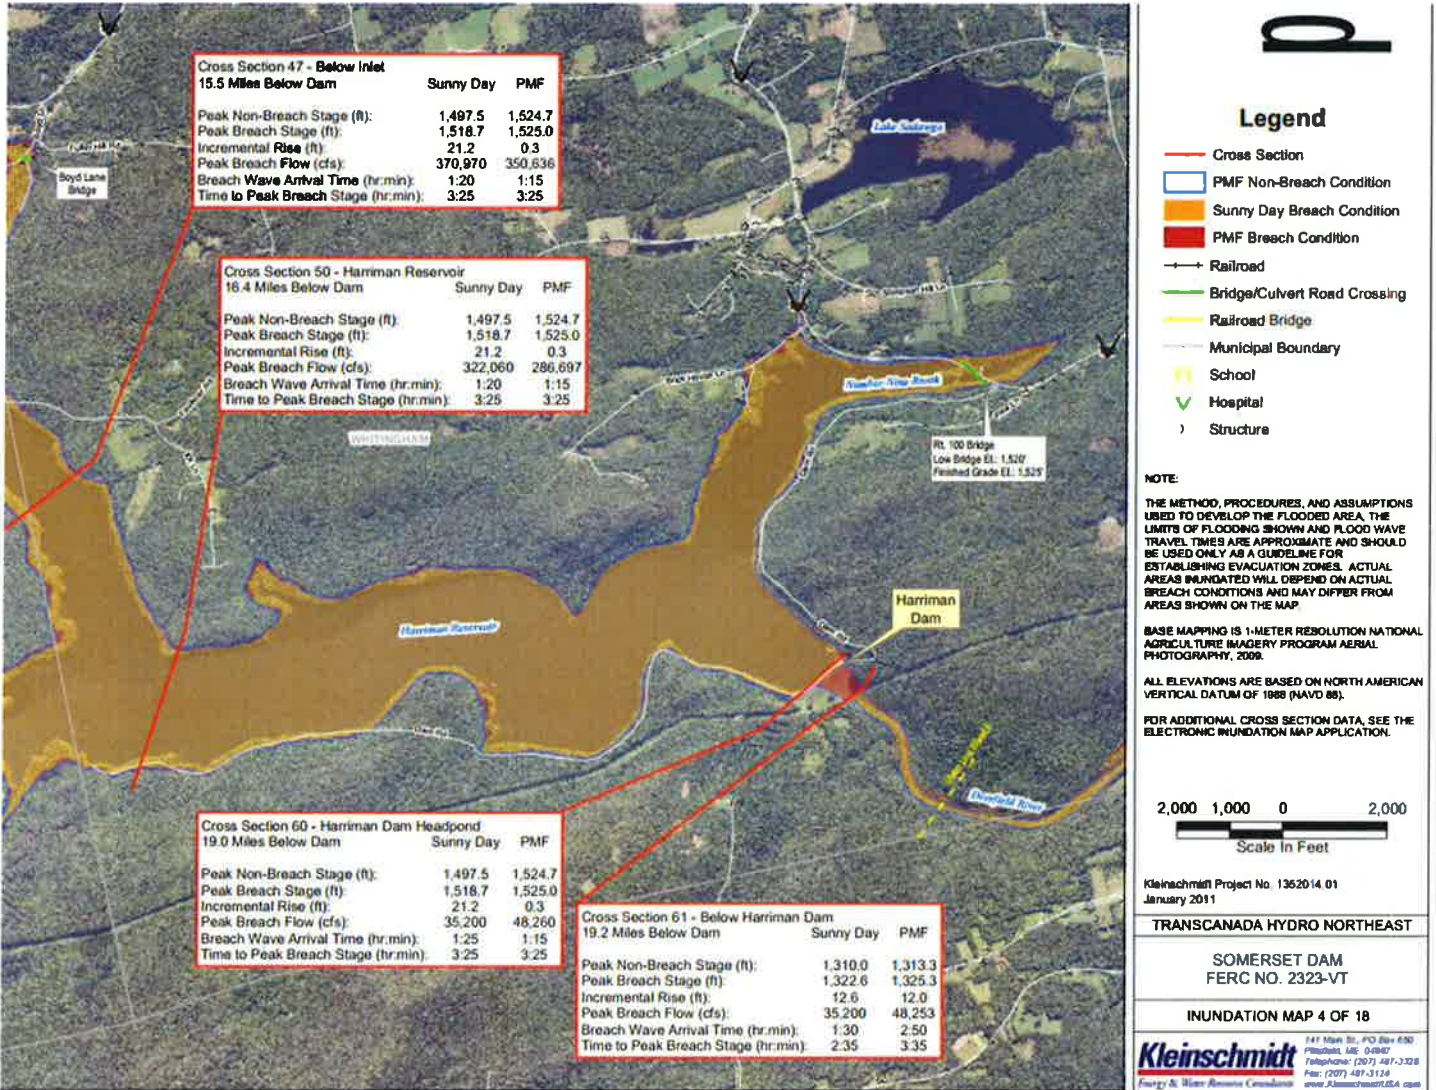 Cross Section 47 - Below Inlet
15.5 Miles Below Dam Sunny Day PMF
Peak Non-Breach Stage (ft): 1,497.5 1,524.7
Peak Breach Stage (ft): 1,518.7 1,525.0
Incremental Rise (ft): 21.2 0.3
Peak Breach Flow (cfs): 370,970 350,636
Breach Wave Arrival Time (hr:min): 1:20 1:15
Time to Peak Breach Stage (hr:min): 3:25 3:25
Boyd Lane
Bridge
Lake Sadawga
Cross Section 50 - Harriman Reservoir
16.4 Miles Below Dam Sunny Day PMF
Peak Non-Breach Stage (ft): 1,497.5 1,524.7
Peak Breach Stage (ft): 1,518.7 1,525.0
Incremental Rise (ft): 21.2 0.3
Peak Breach Flow (cfs): 322,060 286,697
Breach Wave Arrival Time (hr:min): 1:20 1:15
Time to Peak Breach Stage (hr:min): 3:25 3:25
Number Nine Brook
WHITINGHAM
Rt. 100 Bridge
Low Bridge El.: 1,520'
Finished Grade El.: 1,525'
Harriman
Dam
Harriman Reservoir
Deerfield River
Cross Section 60 - Harriman Dam Headpond
19.0 Miles Below Dam Sunny Day PMF
Peak Non-Breach Stage (ft): 1,497.5 1,524.7
Peak Breach Stage (ft): 1,518.7 1,525.0
Incremental Rise (ft): 21.2 0.3
Peak Breach Flow (cfs): 35,200 48,260
Breach Wave Arrival Time (hr:min): 1:25 1:15
Time to Peak Breach Stage (hr:min): 3:25 3:25
Cross Section 61 - Below Harriman Dam
19.2 Miles Below Dam Sunny Day PMF
Peak Non-Breach Stage (ft): 1,310.0 1,313.3
Peak Breach Stage (ft): 1,322.6 1,325.3
Incremental Rise (ft): 12.6 12.0
Peak Breach Flow (cfs): 35,200 48,253
Breach Wave Arrival Time (hr:min): 1:30 2:50
Time to Peak Breach Stage (hr:min): 2:35 3:35
Legend
Cross Section
PMF Non-Breach Condition
Sunny Day Breach Condition
PMF Breach Condition
Railroad
Bridge/Culvert Road Crossing
Railroad Bridge
Municipal Boundary
School
Hospital
Structure
NOTE:
THE METHOD, PROCEDURES, AND ASSUMPTIONS
USED TO DEVELOP THE FLOODED AREA, THE
LIMITS OF FLOODING SHOWN AND FLOOD WAVE
TRAVEL TIMES ARE APPROXIMATE AND SHOULD
BE USED ONLY AS A GUIDELINE FOR
ESTABLISHING EVACUATION ZONES. ACTUAL
AREAS INUNDATED WILL DEPEND ON ACTUAL
BREACH CONDITIONS AND MAY DIFFER FROM
AREAS SHOWN ON THE MAP.
BASE MAPPING IS 1-METER RESOLUTION NATIONAL
AGRICULTURE IMAGERY PROGRAM AERIAL
PHOTOGRAPHY, 2009.
ALL ELEVATIONS ARE BASED ON NORTH AMERICAN
VERTICAL DATUM OF 1988 (NAVD 88).
FOR ADDITIONAL CROSS SECTION DATA, SEE THE
ELECTRONIC INUNDATION MAP APPLICATION.
2,000 1,000 0 2,000
Scale In Feet
Kleinschmidt Project No. 1352014.01
January 2011
TRANSCANADA HYDRO NORTHEAST
SOMERSET DAM
FERC NO. 2323-VT
INUNDATION MAP 4 OF 18
Kleinschmidt
Energy & Water Resource Consultants
141 Main St., PO Box 650
Pittsfield, ME 04967
Telephone: (207) 487-3328
Fax: (207) 487-3124
www.KleinschmidtUSA.com